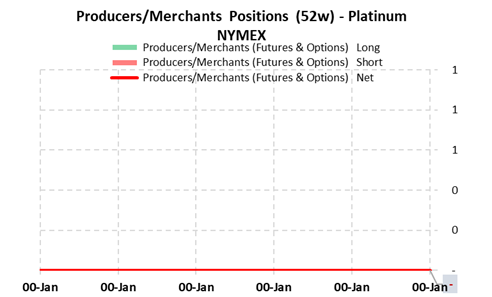 Producers/Merchants Positions (52w) - Platinum
NYMEX
Producers/Merchants (Futures & Options) Long
Producers/Merchants (Futures & Options) Short
Producers/Merchants (Futures & Options) Net
1
1
1
0
0
-
00-Jan 00-Jan 00-Jan 00-Jan 00-Jan 00-Jan -